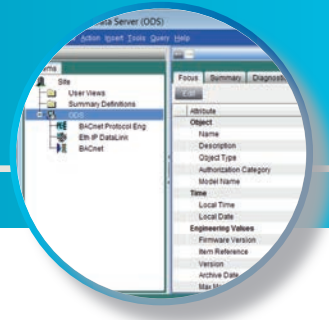 Data Server (ODS)
Action Insert Tools Query Help
Site
User Views
Summary Definitions
ODS
BACnet Protocol Eng
Eth IP DataLink
BACnet
Focus Summary Diagnostic
Edit
Attribute
Object
Name
Description
Object Type
Authorization Category
Model Name
Time
Local Time
Local Date
Engineering Values
Firmware Version
Item Reference
Version
Archive Date